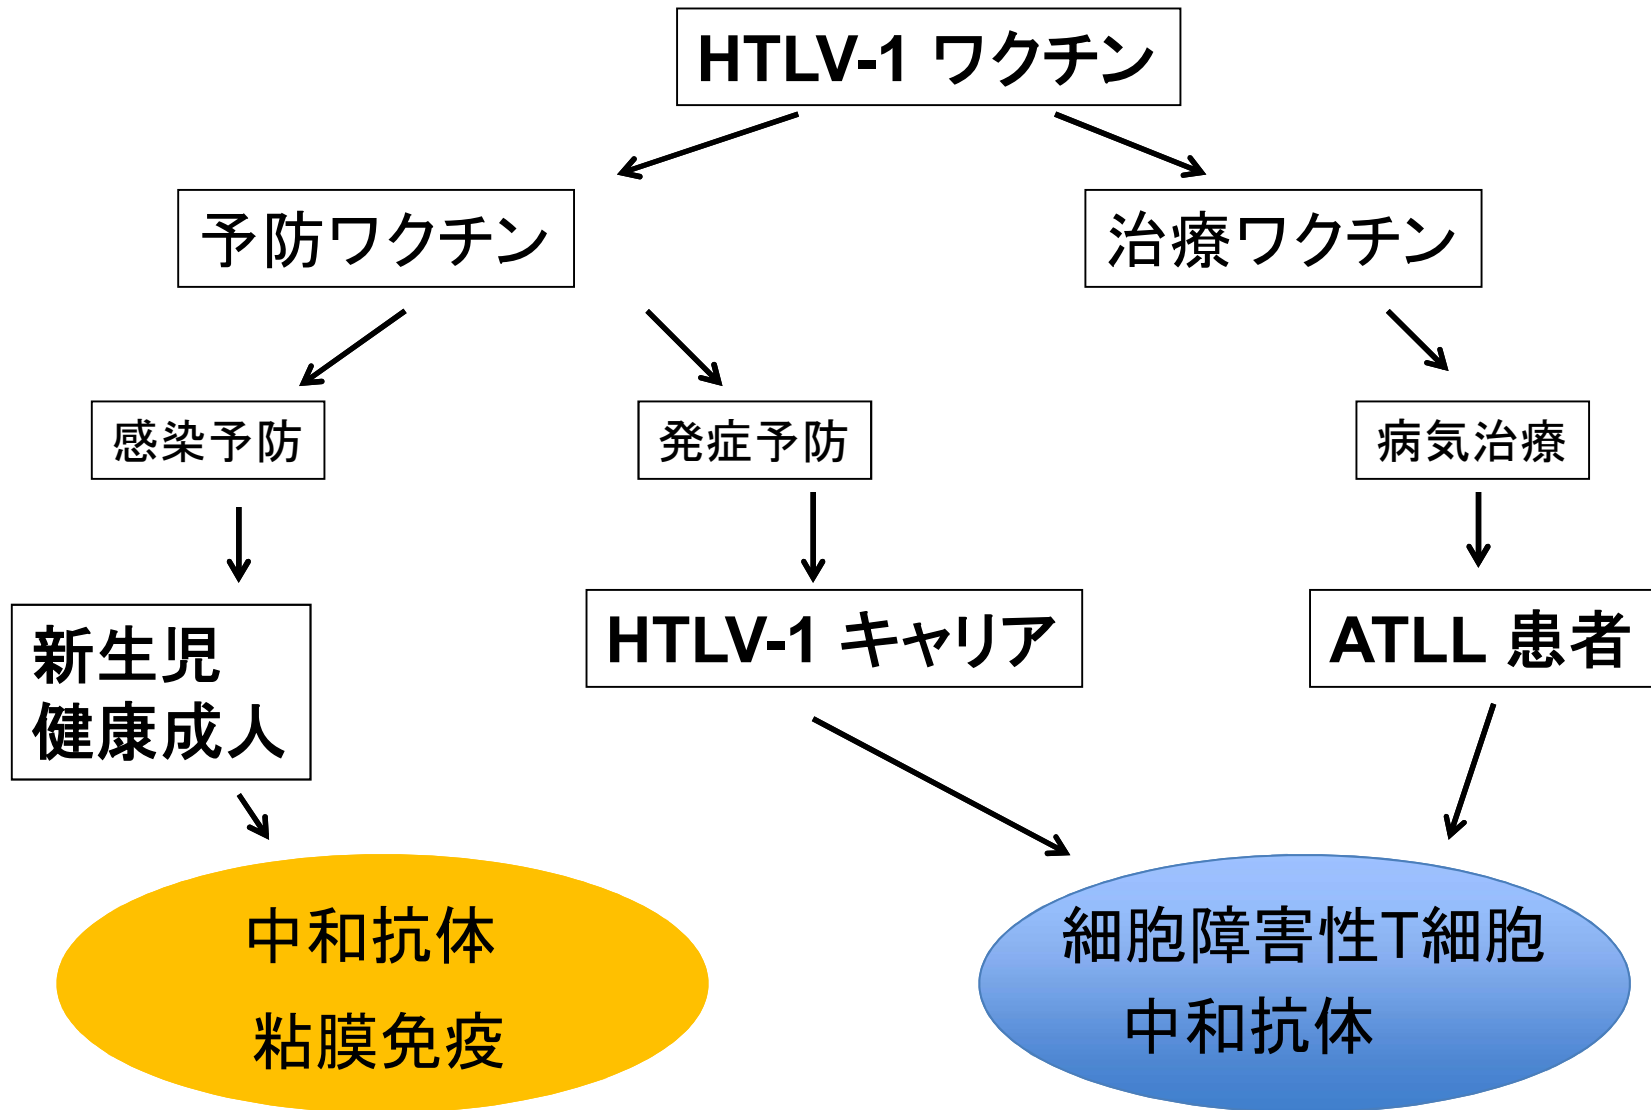 HTLV-1 ワクチン
予防ワクチン
治療ワクチン
感染予防
発症予防
病気治療
新生児
健康成人
HTLV-1 キャリア
ATLL 患者
中和抗体
粘膜免疫
細胞障害性T細胞
中和抗体